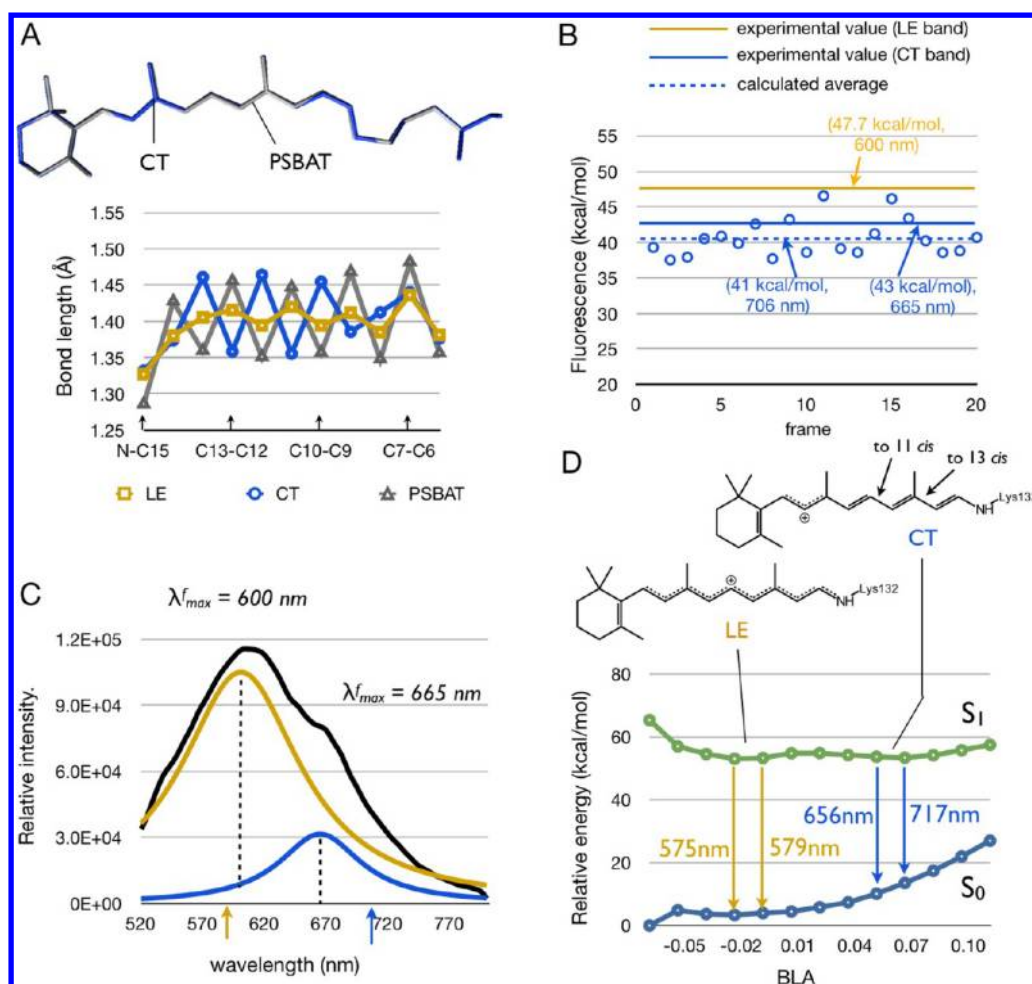 A
CT
PSBAT
1.55
1.50
1.45
1.40
1.35
1.30
1.25
Bond length (Å)
N-C15
C13-C12
C10-C9
C7-C6
LE
CT
PSBAT
B
experimental value (LE band)
experimental value (CT band)
calculated average
55
50
45
40
35
30
25
20
Fluorescence (kcal/mol)
(47.7 kcal/mol,
600 nm)
(41 kcal/mol,
706 nm)
(43 kcal/mol),
665 nm)
0
5
10
15
20
frame
C
λᶠmax = 600 nm
λᶠmax = 665 nm
1.2E+05
9.0E+04
6.0E+04
3.0E+04
0E+00
Relative intensity.
520
570
620
670
720
770
wavelength (nm)
D
to 11 cis
to 13 cis
⊕
NH
Lys132
CT
⊕
NH
Lys132
LE
80
60
40
20
0
Relative energy (kcal/mol)
S1
656nm
717nm
575nm
579nm
S0
-0.05
-0.02
0.01
0.04
0.07
0.10
BLA